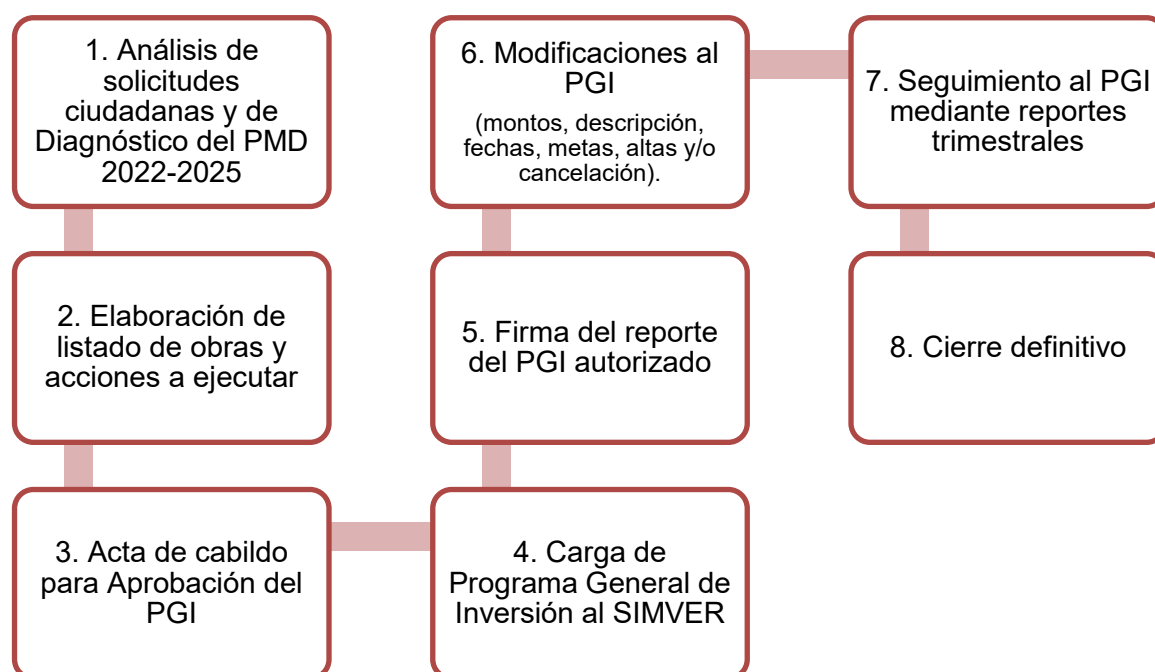 1. Análisis de
solicitudes
ciudadanas y de
Diagnóstico del PMD
2022-2025
2. Elaboración de
listado de obras y
acciones a ejecutar
3. Acta de cabildo
para Aprobación del
PGI
4. Carga de
Programa General de
Inversión al SIMVER
5. Firma del reporte
del PGI autorizado
6. Modificaciones al
PGI
(montos, descripción,
fechas, metas, altas y/o
cancelación).
7. Seguimiento al PGI
mediante reportes
trimestrales
8. Cierre definitivo